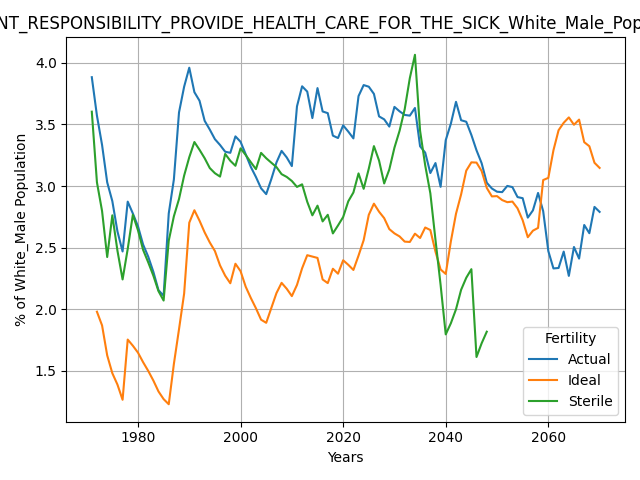 NT_RESPONSIBILITY_PROVIDE_HEALTH_CARE_FOR_THE_SICK_White_Male_Pop
4.0
3.5
3.0
2.5
2.0
1.5
% of White_Male Population
1980
2000
2020
2040
2060
Years
Fertility
Actual
Ideal
Sterile